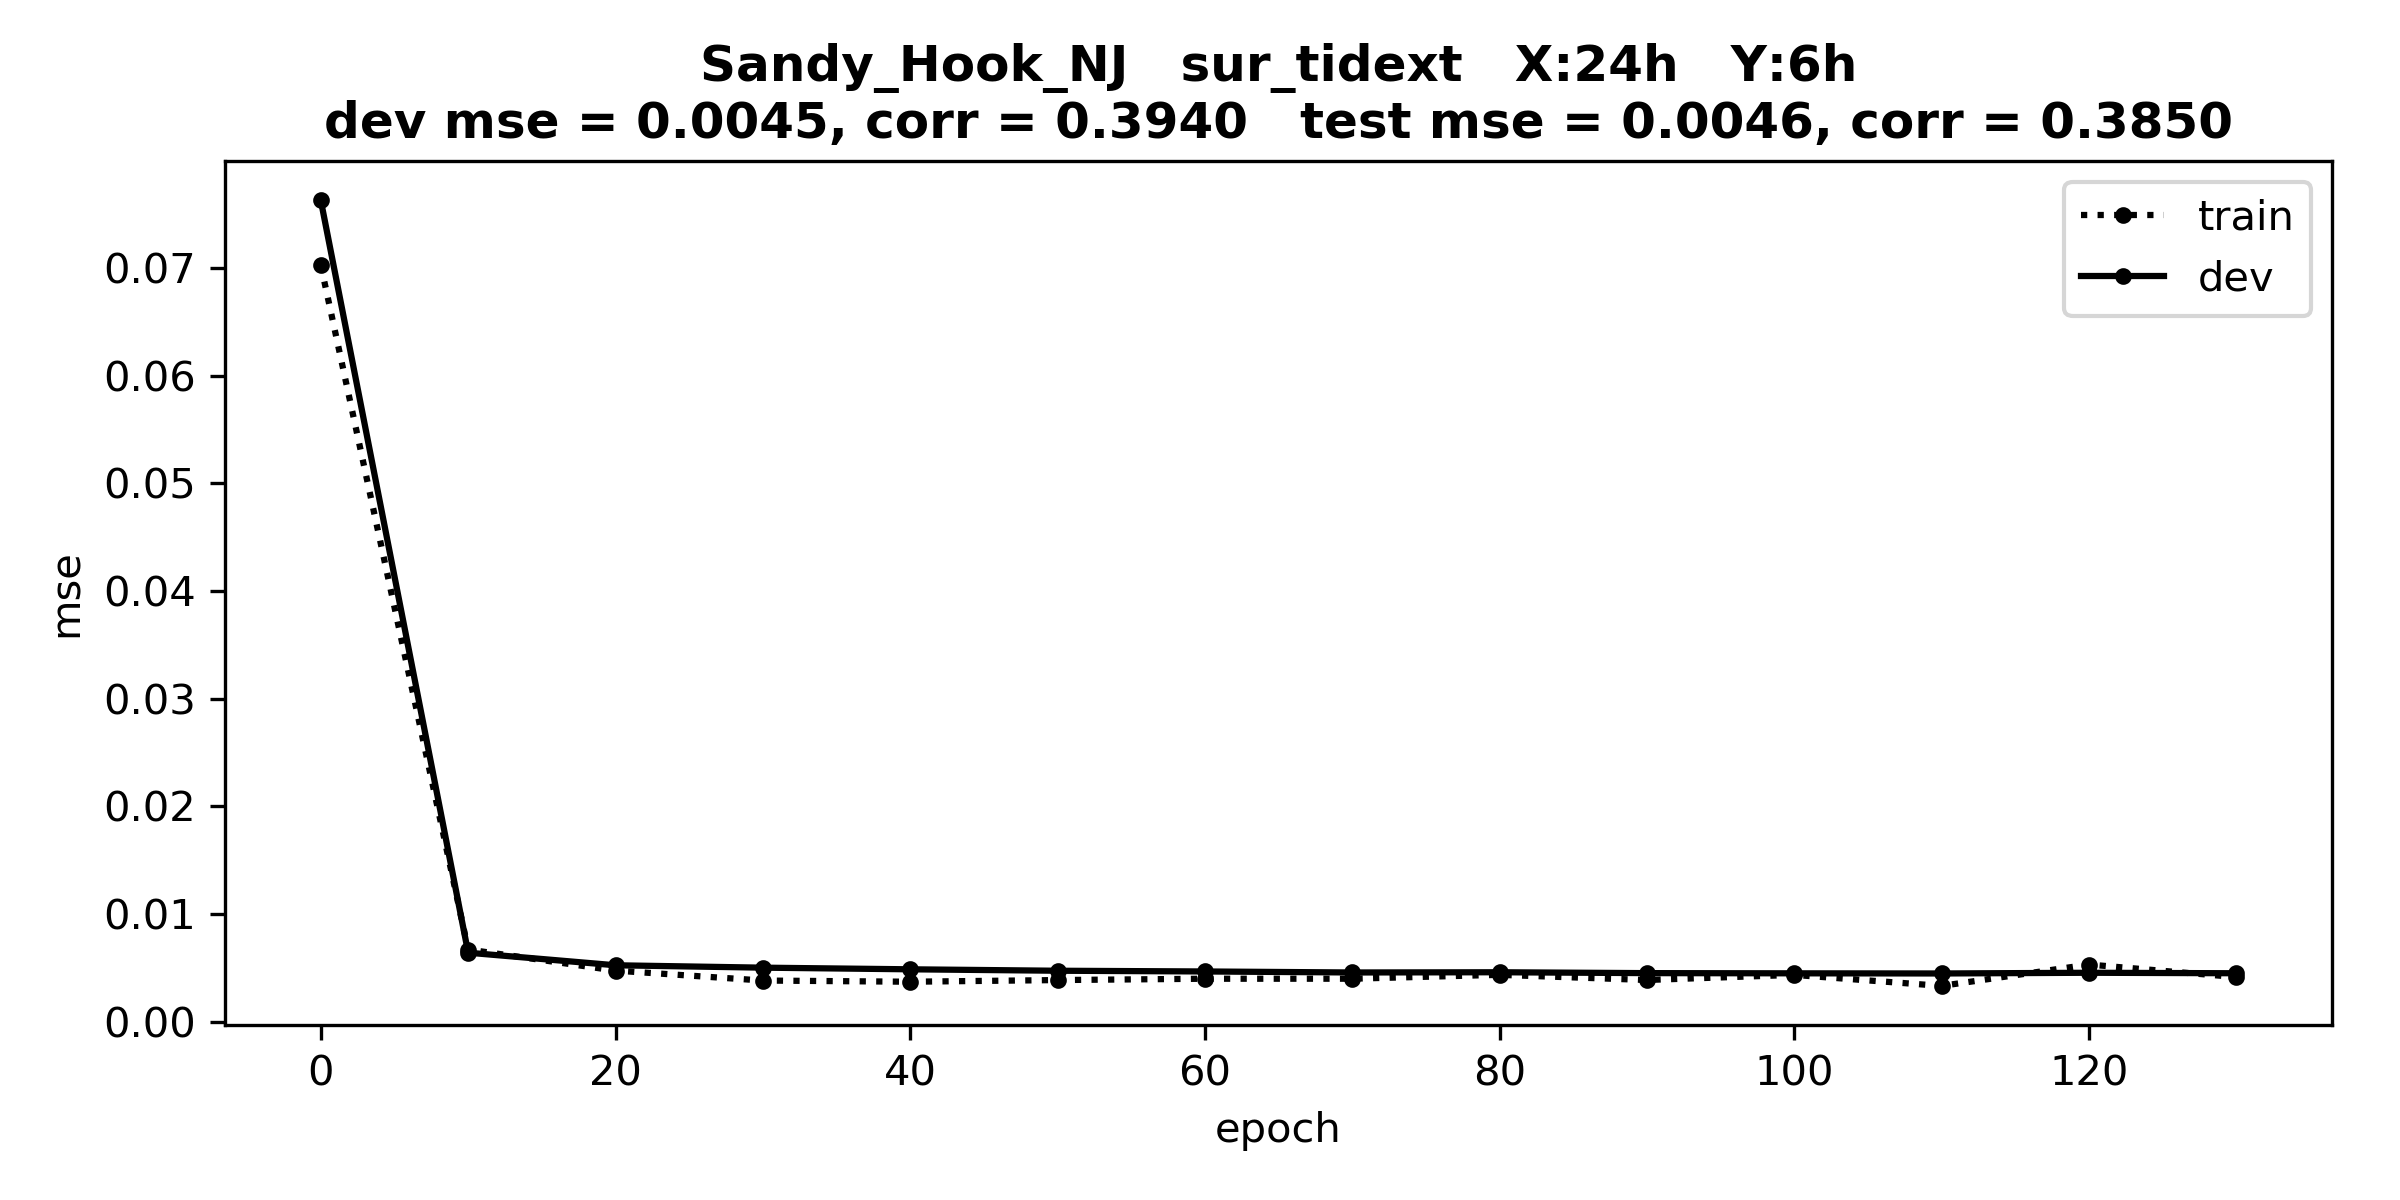 Sandy_Hook_NJ   sur_tidext   X:24h   Y:6h
dev mse = 0.0045, corr = 0.3940   test mse = 0.0046, corr = 0.3850
train
dev
0.07
0.06
0.05
0.04
0.03
0.02
0.01
0.00
mse
0 20 40 60 80 100 120
epoch